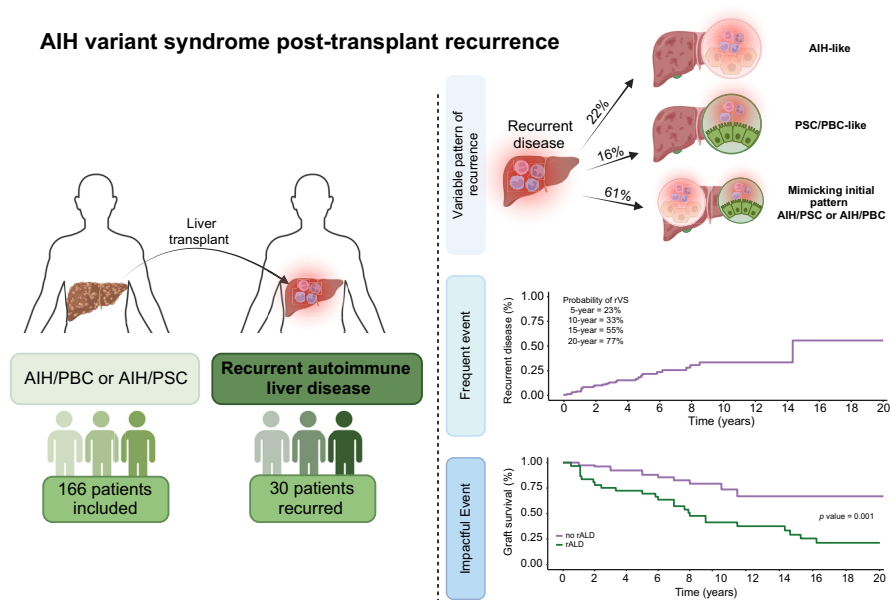 AIH variant syndrome post-transplant recurrence
Liver
transplant
AIH/PBC or AIH/PSC
Recurrent autoimmune
liver disease
166 patients
included
30 patients
recurred
Variable pattern of
recurrence
Recurrent
disease
22%
16%
61%
AIH-like
PSC/PBC-like
Mimicking initial
pattern
AIH/PSC or AIH/PBC
Frequent event
Recurrent disease (%)
1.00
0.75
0.50
0.25
0.00
Probability of rVS
5-year = 23%
10-year = 33%
15-year = 55%
20-year = 77%
0 2 4 6 8 10 12 14 16 18 20
Time (years)
Impactful Event
Graft survival (%)
1.00
0.75
0.50
0.25
0.00
p value = 0.001
no rALD
rALD
0 2 4 6 8 10 12 14 16 18 20
Time (years)